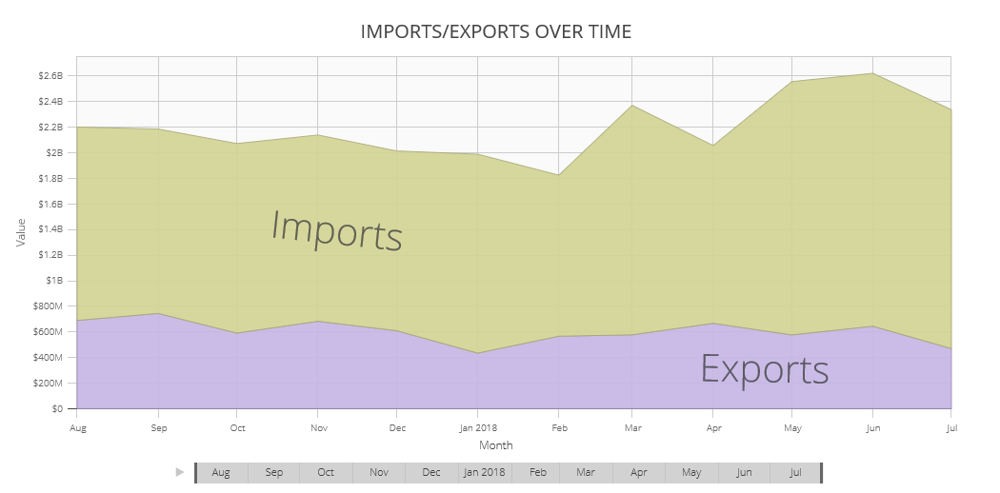 IMPORTS/EXPORTS OVER TIME
$2.6B
$2.4B
$2.2B
$2B
$1.8B
$1.6B
$1.4B
$1.2B
$1B
$800M
$600M
$400M
$200M
$0
Value
Imports
Exports
Aug Sep Oct Nov Dec Jan 2018 Feb Mar Apr May Jun Jul
Month
Aug Sep Oct Nov Dec Jan 2018 Feb Mar Apr May Jun Jul